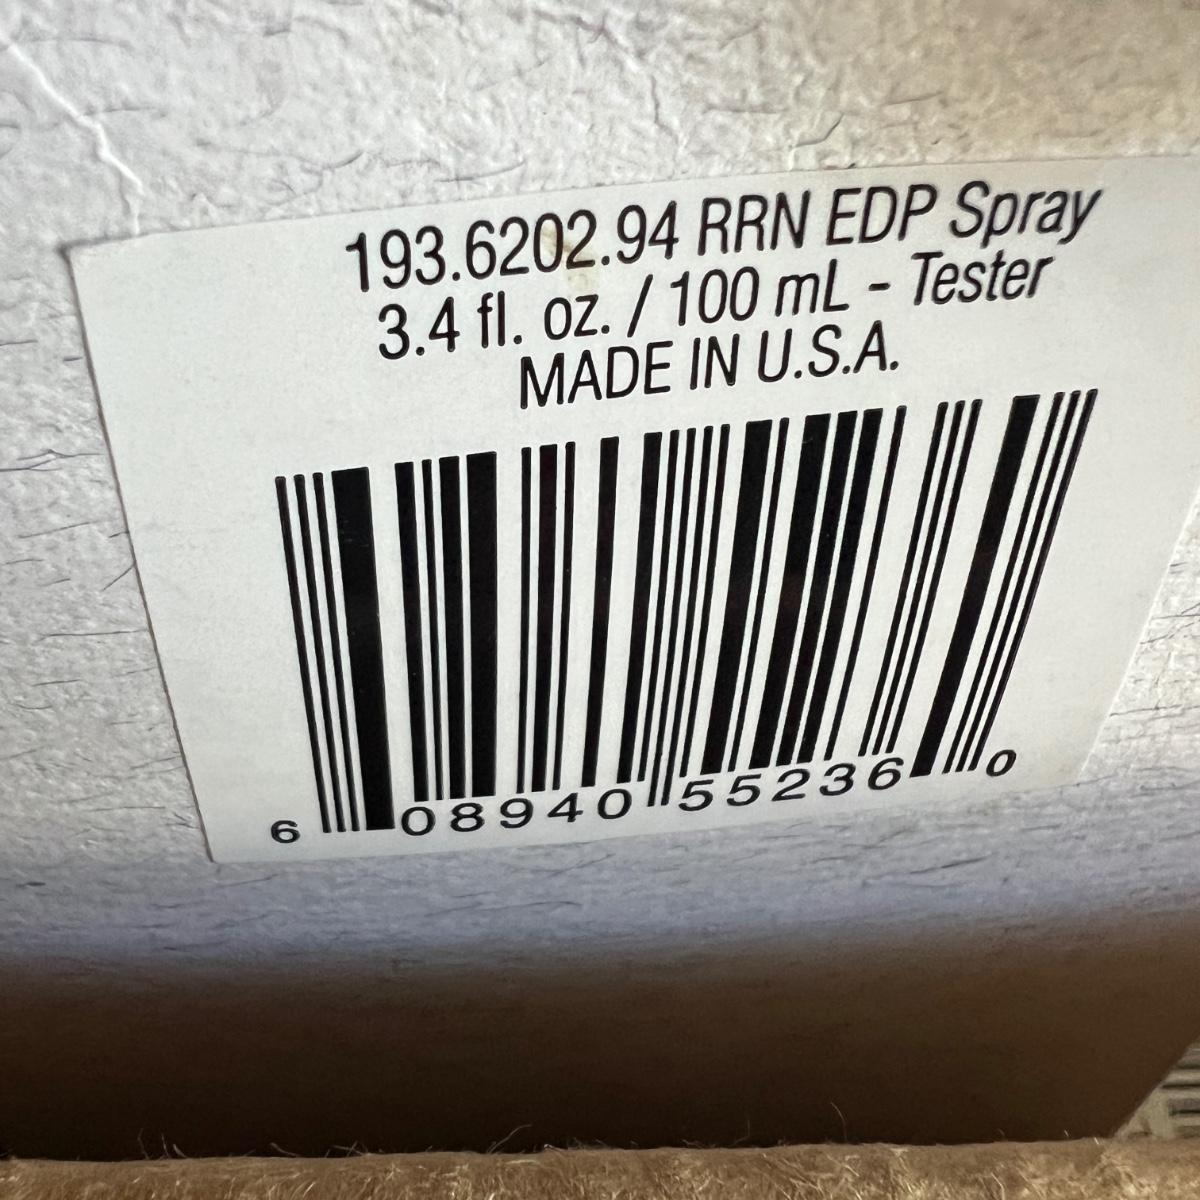 193.6202.94 RRN EDP Spray
3.4 fl. oz. / 100 mL - Tester
MADE IN U.S.A.
6 08940 55236 0